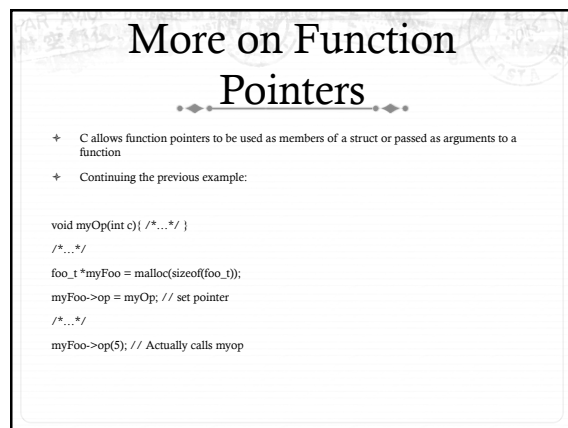 More on Function
Pointers
C allows function pointers to be used as members of a struct or passed as arguments to a
function
Continuing the previous example:
void myOp(int c){ /*…*/ }
/*…*/
foo_t *myFoo = malloc(sizeof(foo_t));
myFoo->op = myOp; // set pointer
/*…*/
myFoo->op(5); // Actually calls myop